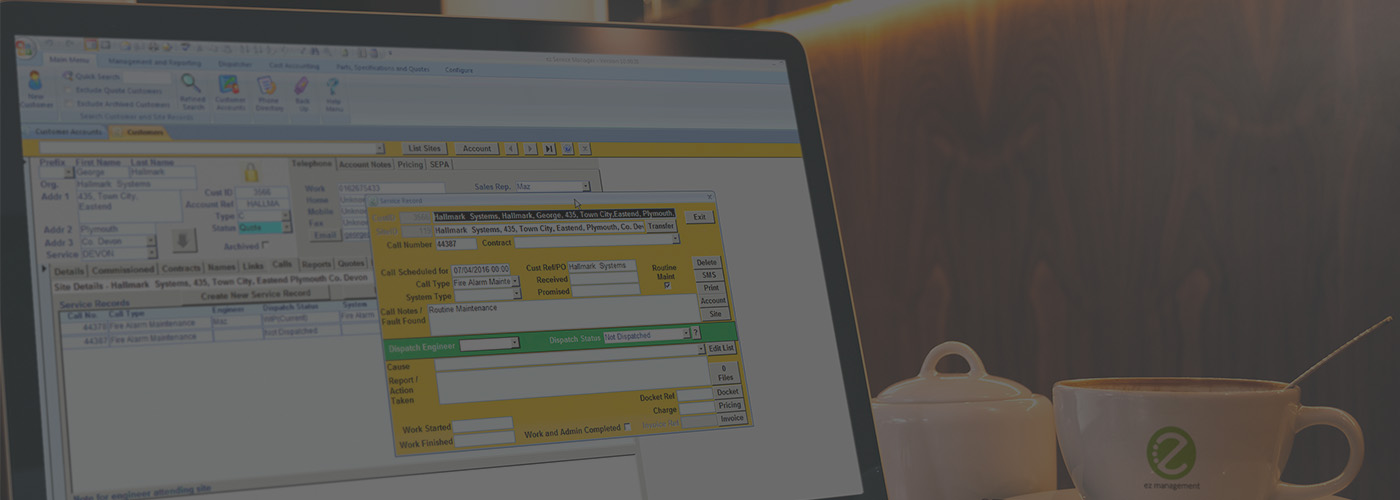 Main Menu Management and Reporting Dispatcher Cost Accounting Parts, Specifications and Quotes Configure
New Customer
Quick Search
Exclude Quote Customers
Exclude Archived Customers
Refined Search
Customer Accounts
Phone Directory
Back Up
Help Menu
Search Customer and Site Records
Customer Accounts Customers
List Sites Account
Prefix First Name Last Name
George Hallmark
Org. Hallmark Systems
Addr 1 435, Town City, Eastend
Addr 2 Plymouth
Addr 3 Co. Devon
Service DEVON
Cust ID 3586
Account Ref HALLMA
Type C
Status Quote
Archived
Telephone Account Notes Pricing SEPA
Work 0162675433
Home
Mobile
Fax
Email
Sales Rep. Maz
Details Commissioned Contracts Names Links Calls Reports Quotes
Site Details - Hallmark Systems, 435, Town City, Eastend Plymouth Co. Devon
Service Records Create New Service Record
Call No. Call Type Engineer Dispatch Status System
44378 Fire Alarm Maintenance Maz WIP(Current) Fire Alarm
44387 Fire Alarm Maintenance Not Dispatched
Note for engineer attending site
Service Record
Hallmark Systems, Hallmark, George, 435, Town City,Eastend, Plymouth, Exit
Hallmark Systems, 435, Town City, Eastend, Plymouth, Co. Dev Transfer
Call Number 44387 Contract
Call Scheduled for 07/04/2016 00:00 Cust.Ref/PO Hallmark Systems
Call Type Fire Alarm Mainte Received
System Type Promised
Routine Maint
Delete
SMS
Print
Account
Site
Call Notes / Fault Found Routine Maintenance
Dispatch Engineer Dispatch Status Not Dispatched ?
Cause Edit List
Report / Action Taken
0 Files
Docket Ref Docket
Charge Pricing
Invoice Ref Invoice
Work Started
Work Finished
Work and Admin Completed
ez management